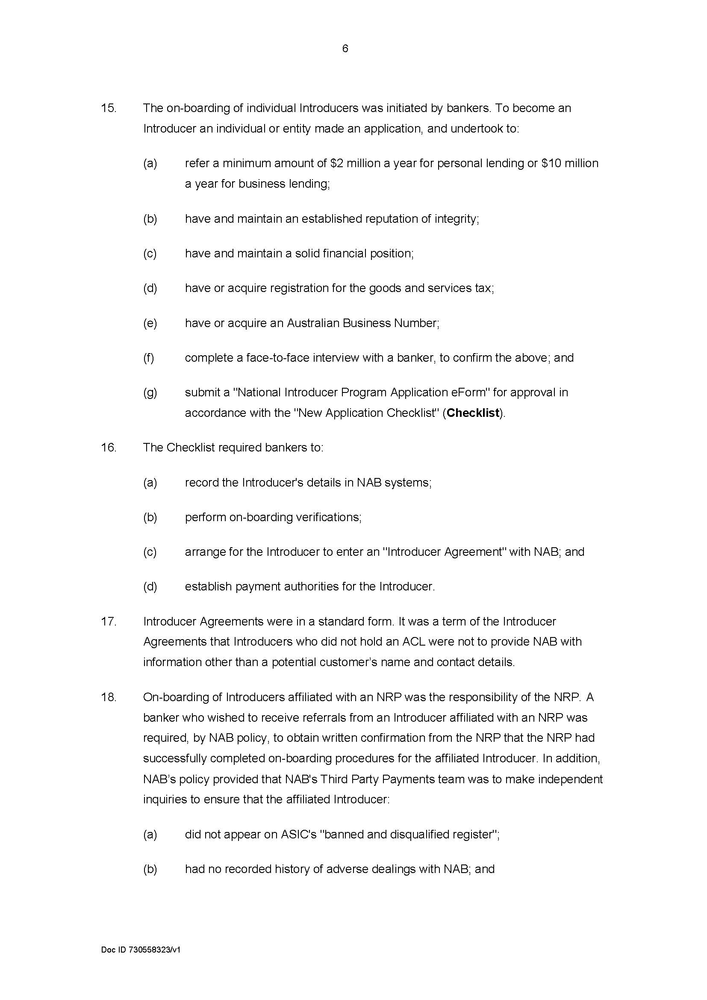 6
15. The on-boarding of individual Introducers was initiated by bankers. To become an
Introducer an individual or entity made an application, and undertook to:
(a) refer a minimum amount of $2 million a year for personal lending or $10 million
a year for business lending;
(b) have and maintain an established reputation of integrity;
(c) have and maintain a solid financial position;
(d) have or acquire registration for the goods and services tax;
(e) have or acquire an Australian Business Number;
(f) complete a face-to-face interview with a banker, to confirm the above; and
(g) submit a "National Introducer Program Application eForm" for approval in
accordance with the "New Application Checklist" (Checklist).
16. The Checklist required bankers to:
(a) record the Introducer's details in NAB systems;
(b) perform on-boarding verifications;
(c) arrange for the Introducer to enter an "Introducer Agreement" with NAB; and
(d) establish payment authorities for the Introducer.
17. Introducer Agreements were in a standard form. It was a term of the Introducer
Agreements that Introducers who did not hold an ACL were not to provide NAB with
information other than a potential customer’s name and contact details.
18. On-boarding of Introducers affiliated with an NRP was the responsibility of the NRP. A
banker who wished to receive referrals from an Introducer affiliated with an NRP was
required, by NAB policy, to obtain written confirmation from the NRP that the NRP had
successfully completed on-boarding procedures for the affiliated Introducer. In addition,
NAB’s policy provided that NAB's Third Party Payments team was to make independent
inquiries to ensure that the affiliated Introducer:
(a) did not appear on ASIC's "banned and disqualified register";
(b) had no recorded history of adverse dealings with NAB; and
Doc ID 730558323/v1